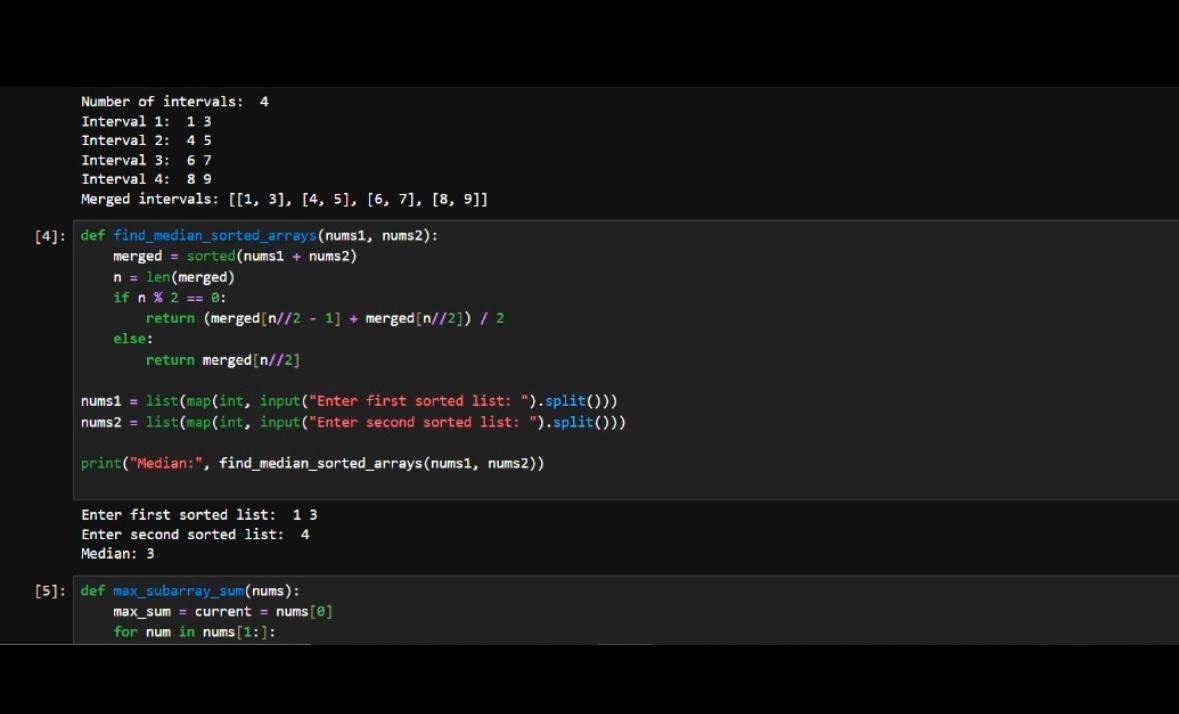 Number of intervals:  4
Interval 1:  1 3
Interval 2:  4 5
Interval 3:  6 7
Interval 4:  8 9
Merged intervals: [[1, 3], [4, 5], [6, 7], [8, 9]]
[4]: def find_median_sorted_arrays(nums1, nums2):
    merged = sorted(nums1 + nums2)
    n = len(merged)
    if n % 2 == 0:
        return (merged[n//2 - 1] + merged[n//2]) / 2
    else:
        return merged[n//2]
nums1 = list(map(int, input("Enter first sorted list: ").split()))
nums2 = list(map(int, input("Enter second sorted list: ").split()))
print("Median:", find_median_sorted_arrays(nums1, nums2))
Enter first sorted list:  1 3
Enter second sorted list:  4
Median: 3
[5]: def max_subarray_sum(nums):
    max_sum = current = nums[0]
    for num in nums[1:]: